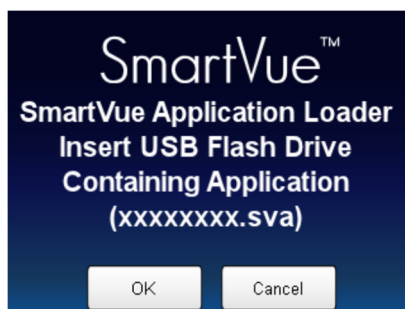 SmartVue™
SmartVue Application Loader
Insert USB Flash Drive
Containing Application
(xxxxxxxx.sva)
OK Cancel